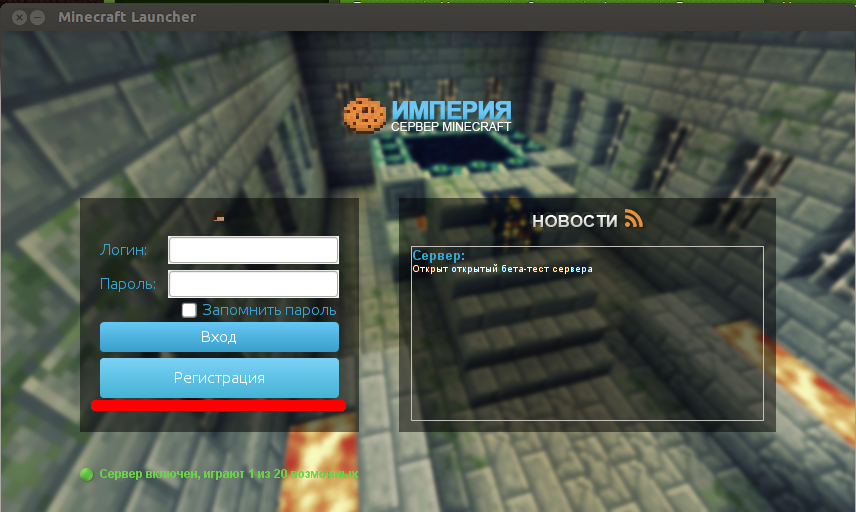 Minecraft Launcher
ИМПЕРИЯ
СЕРВЕР MINECRAFT
Логин:
Пароль:
Запомнить пароль
Вход
Регистрация
НОВОСТИ
Сервер:
Открыт открытый бета-тест сервера
Сервер включен, играют 1 из 20 возможных